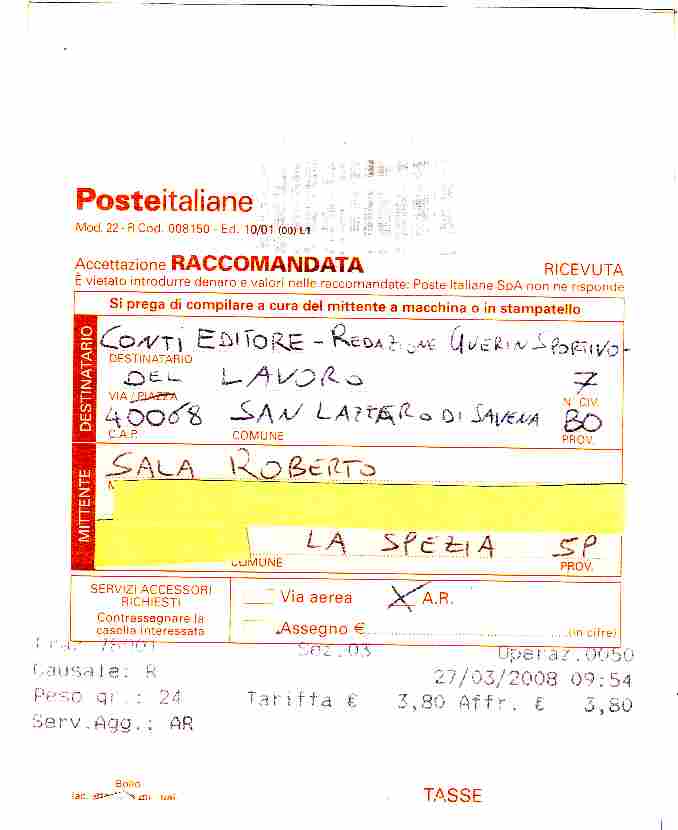 Posteitaliane
Mod. 22 - R Cod. 008150 - Ed. 10/01 (00) L1
Accettazione RACCOMANDATA RICEVUTA
È vietato introdurre denaro e valori nelle raccomandate: Poste Italiane SpA non ne risponde
Si prega di compilare a cura del mittente a macchina o in stampatello
DESTINATARIO
CONTI EDITORE - REDAZIONE GUERIN SPORTIVO -
DESTINATARIO
DEL LAVORO 7
VIA / PIAZZA N. CIV.
40068 SAN LAZZARO DI SAVENA BO
C.A.P. COMUNE PROV.
MITTENTE
SALA ROBERTO
LA SPEZIA SP
COMUNE PROV.
SERVIZI ACCESSORI RICHIESTI
Contrassegnare la casella interessata
Via aerea X A.R.
Assegno € (in cifre)
Sez.03 Operaz.0050
Causale: R 27/03/2008 09:54
Peso gr.: 24 Tariffa € 3,80 Affr. € 3,80
Serv.Agg.: AR
Bollo
TASSE